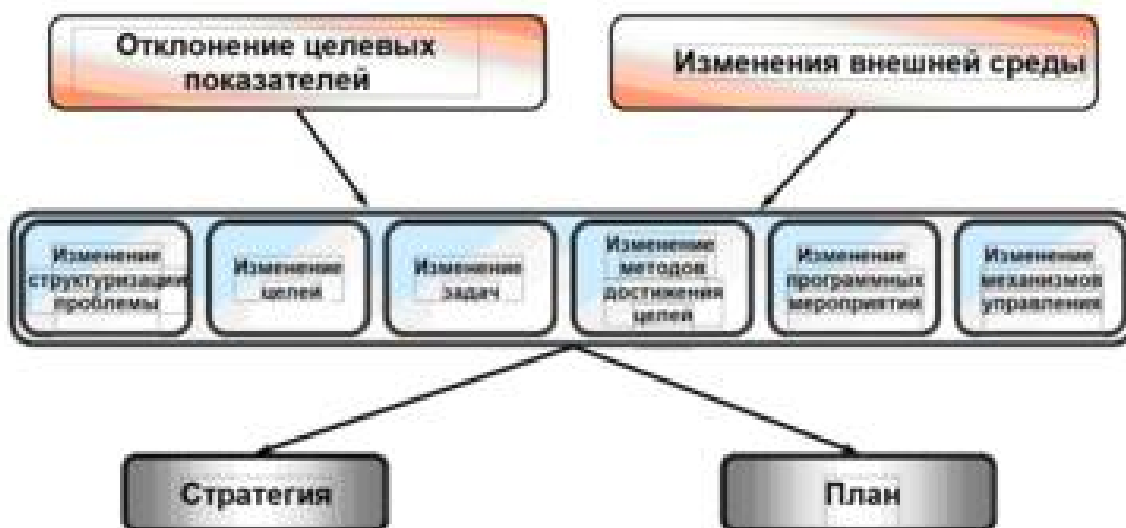 Отклонение целевых
показателей
Изменения внешней среды
Изменение
структуризации
проблемы
Изменение
целей
Изменение
задач
Изменение
методов
достижения
целей
Изменение
программных
мероприятий
Изменение
механизмов
управления
Стратегия
План